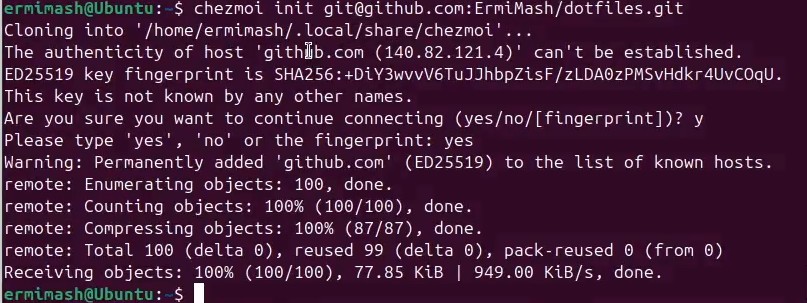 ermimash@Ubuntu:~$ chezmoi init git@github.com:ErmiMash/dotfiles.git
Cloning into '/home/ermimash/.local/share/chezmoi'...
The authenticity of host 'github.com (140.82.121.4)' can't be established.
ED25519 key fingerprint is SHA256:+DiY3wvvV6TuJJhbpZisF/zLDA0zPMSvHdkr4UvCOqU.
This key is not known by any other names.
Are you sure you want to continue connecting (yes/no/[fingerprint])? y
Please type 'yes', 'no' or the fingerprint: yes
Warning: Permanently added 'github.com' (ED25519) to the list of known hosts.
remote: Enumerating objects: 100, done.
remote: Counting objects: 100% (100/100), done.
remote: Compressing objects: 100% (87/87), done.
remote: Total 100 (delta 0), reused 99 (delta 0), pack-reused 0 (from 0)
Receiving objects: 100% (100/100), 77.85 KiB | 949.00 KiB/s, done.
ermimash@Ubuntu:~$